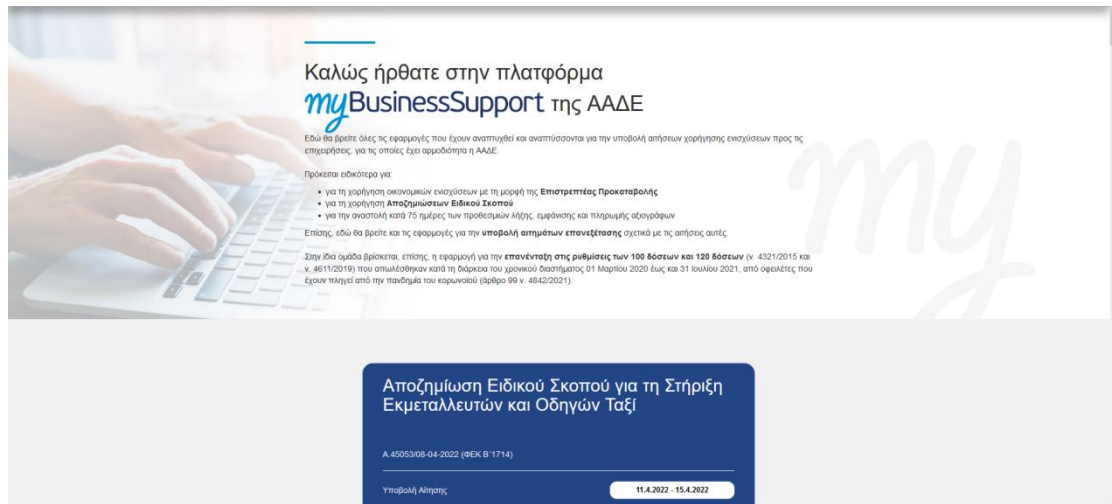 Καλώς ήρθατε στην πλατφόρμα
myBusinessSupport της ΑΑΔΕ
Εδώ θα βρείτε όλες τις εφαρμογές που έχουν αναπτυχθεί και αναπτύσσονται για την υποβολή αιτήσεων χορήγησης ενισχύσεων προς τις
επιχειρήσεις, για τις οποίες έχει αρμοδιότητα η ΑΑΔΕ.
Πρόκειται ειδικότερα για:
• για τη χορήγηση οικονομικών ενισχύσεων με τη μορφή της Επιστρεπτέας Προκαταβολής
• για τη χορήγηση Αποζημιώσεων Ειδικού Σκοπού
• για την αναστολή κατά 75 ημέρες των προθεσμιών λήξης, εμφάνισης και πληρωμής αξιογράφων
Επίσης, εδώ θα βρείτε και τις εφαρμογές για την υποβολή αιτημάτων επανεξέτασης σχετικά με τις αιτήσεις αυτές.
Στην ίδια ομάδα βρίσκεται, επίσης, η εφαρμογή για την επανένταξη στις ρυθμίσεις των 100 δόσεων και 120 δόσεων (ν. 4321/2015 και
ν. 4611/2019) που απωλέσθηκαν κατά τη διάρκεια του χρονικού διαστήματος 01 Μαρτίου 2020 έως και 31 Ιουλίου 2021, από οφειλέτες που
έχουν πληγεί από την πανδημία του κορωνοϊού (άρθρο 99 ν. 4842/2021).
my
Αποζημίωση Ειδικού Σκοπού για τη Στήριξη
Εκμεταλλευτών και Οδηγών Ταξί
Α.45053/08-04-2022 (ΦΕΚ Β΄1714)
Υποβολή Αίτησης
11.4.2022 - 15.4.2022